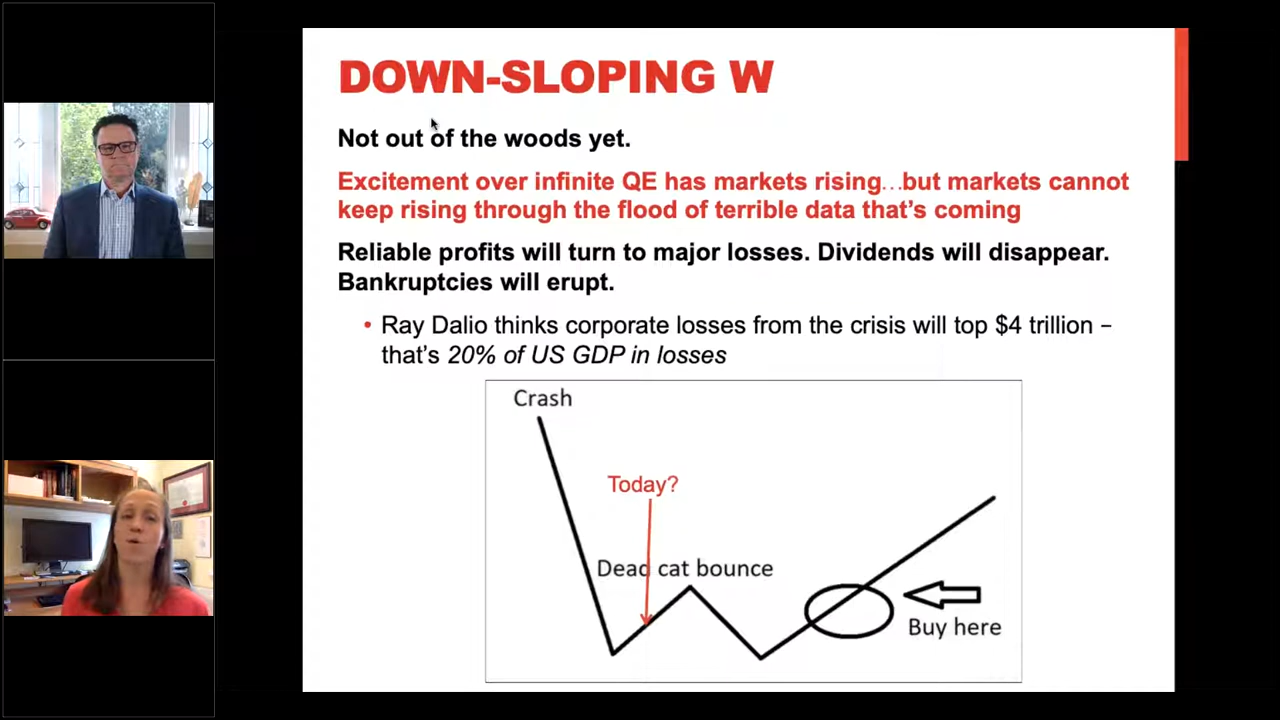 DOWN-SLOPING W
Not out of the woods yet.
Excitement over infinite QE has markets rising…but markets cannot
keep rising through the flood of terrible data that’s coming
Reliable profits will turn to major losses. Dividends will disappear.
Bankruptcies will erupt.
• Ray Dalio thinks corporate losses from the crisis will top $4 trillion –
that’s 20% of US GDP in losses
Crash
Today?
Dead cat bounce
Buy here